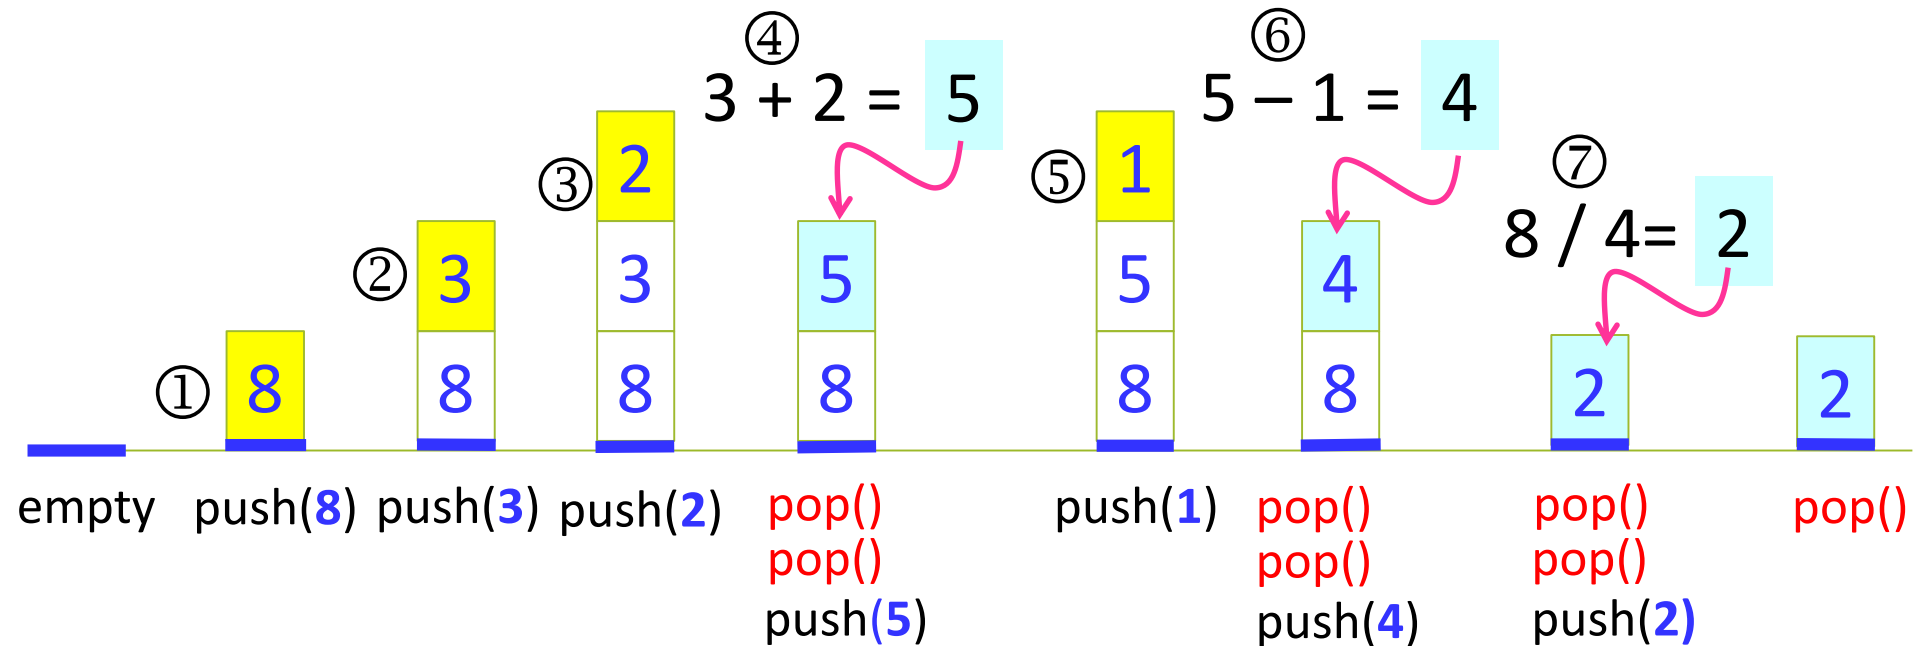 ④
3 + 2 = 5
⑥
5 – 1 = 4
⑦
8 / 4= 2
① 8
② 3
8
③ 2
3
8
5
8
⑤ 1
5
8
4
8
2
2
empty
push(8)
push(3)
push(2)
pop()
pop()
push(5)
push(1)
pop()
pop()
push(4)
pop()
pop()
push(2)
pop()